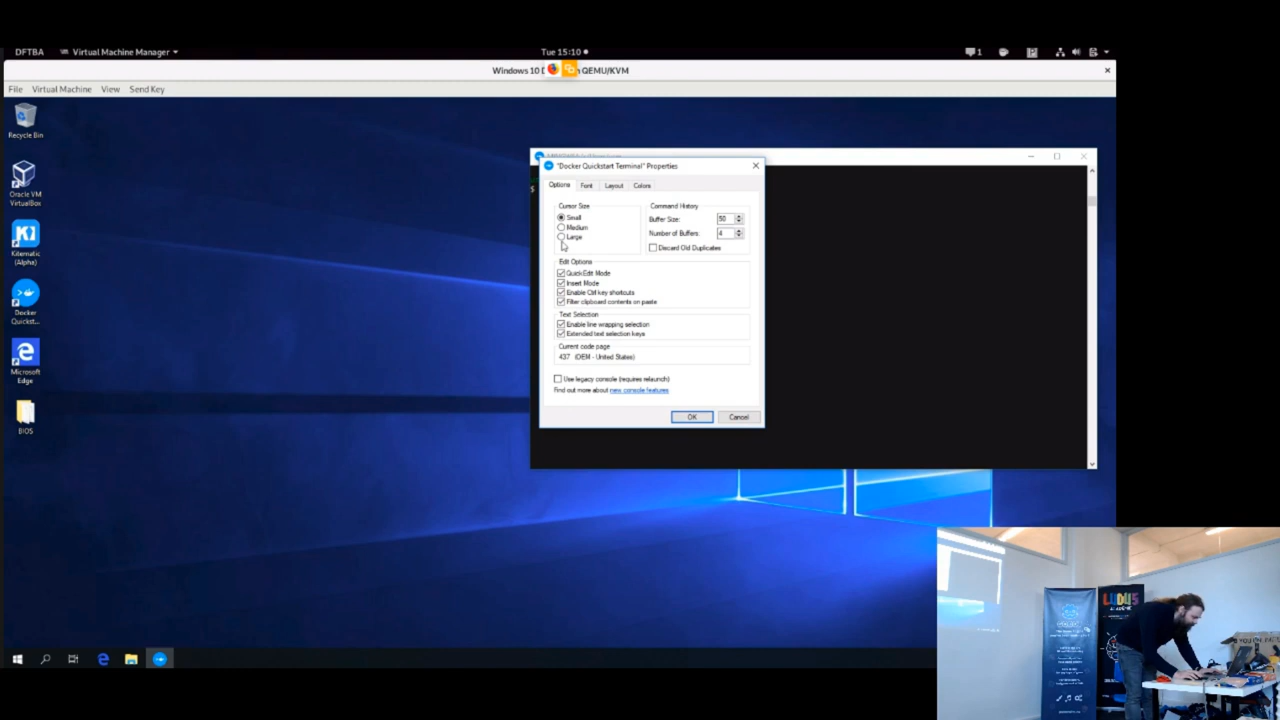 DFTBA Virtual Machine Manager Tue 15:10 1
Windows 10 QEMU/KVM
File Virtual Machine View Send Key
Recycle Bin
Oracle VM
VirtualBox
Kitematic
(Alpha)
Docker
Quickst...
Microsoft
Edge
BIOS
"Docker Quickstart Terminal" Properties
Options Font Layout Colors
Cursor Size
Small
Medium
Large
Command History
Buffer Size: 50
Number of Buffers: 4
Discard Old Duplicates
Edit Options
QuickEdit Mode
Insert Mode
Enable Ctrl key shortcuts
Filter clipboard contents on paste
Text Selection
Enable line wrapping selection
Extended text selection keys
Current code page
437 (OEM - United States)
Use legacy console (requires relaunch)
Find out more about new console features
OK Cancel
$
LUDUS